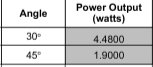 Angle Power Output
(watts)
30° 4.4800
45° 1.9000